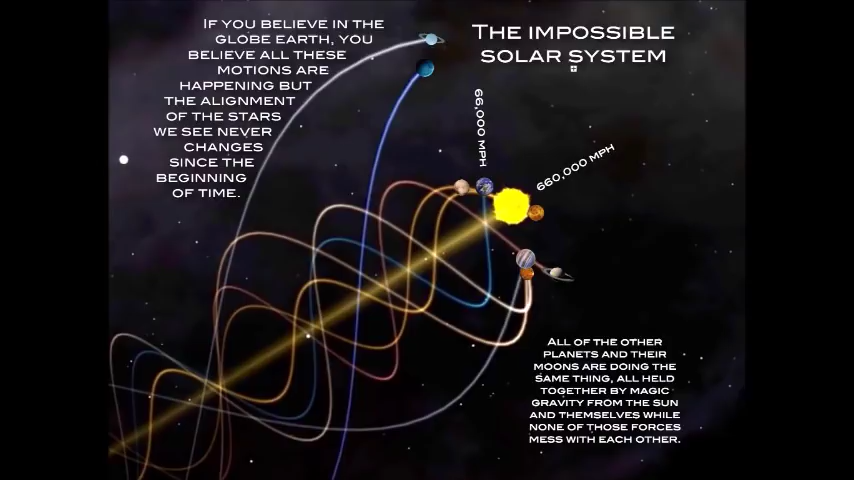 The impossible
solar system
If you believe in the
globe earth, you
believe all these
motions are
happening but
the alignment
of the stars
we see never
changes
since the
beginning
of time.
66,000 mph
660,000 mph
All of the other
planets and their
moons are doing the
same thing, all held
together by magic
gravity from the sun
and themselves while
none of those forces
mess with each other.